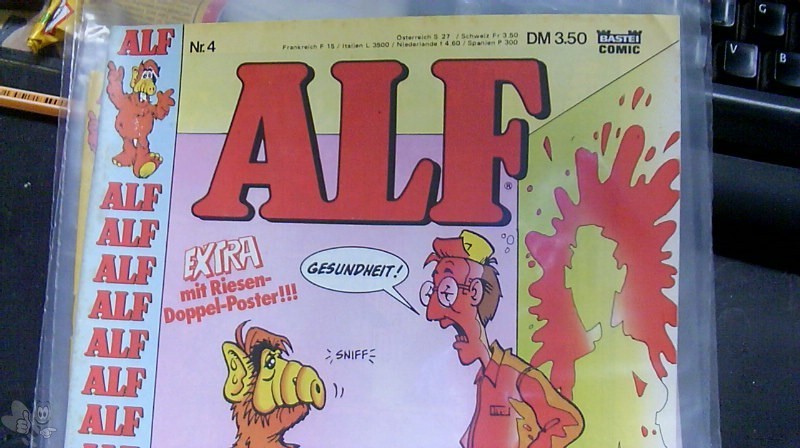 ALF
Nr. 4
Österreich S 27 / Schweiz Fr 3.50
Frankreich F 15 / Italien L 3800 / Niederlande f 4.60 / Spanien P 300
DM 3.50
BASTEI
COMIC
ALF
®
ALF
ALF
ALF
ALF
ALF
ALF
ALF
EXTRA
mit Riesen-
Doppel-Poster!!!
GESUNDHEIT!
SNIFF
G
V
B